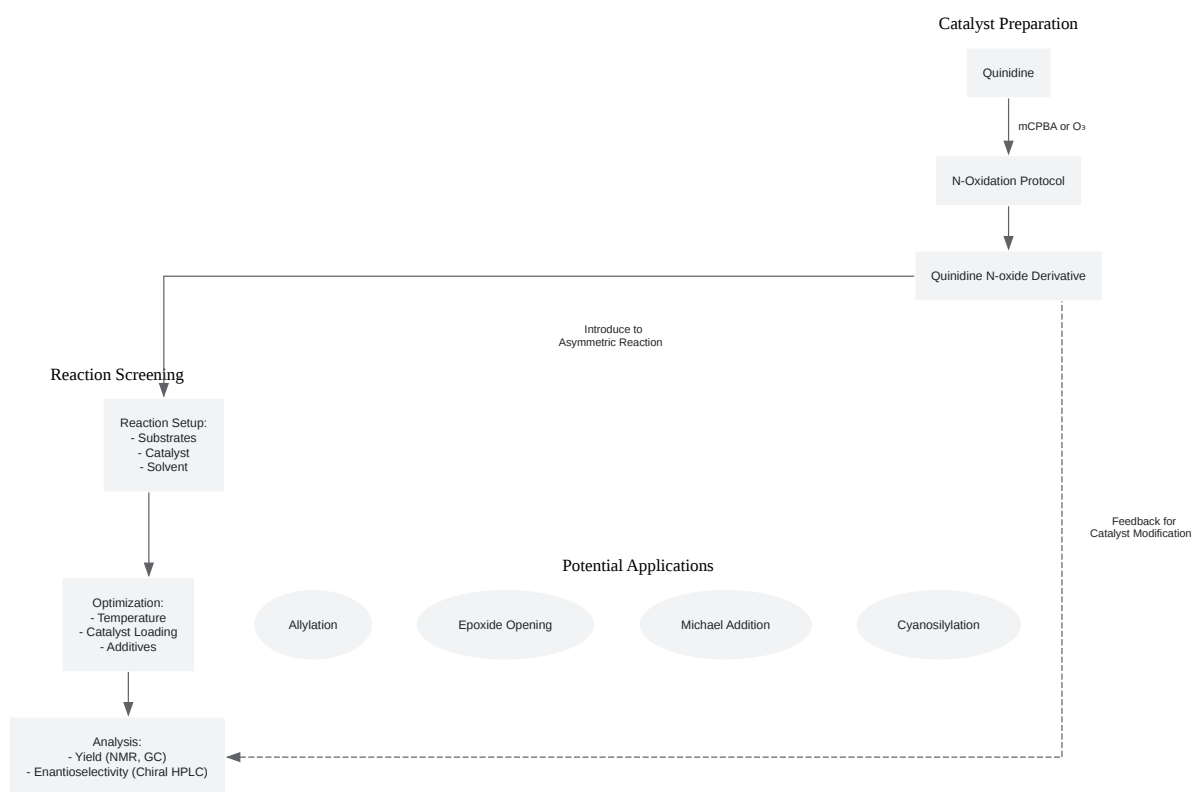 Catalyst Preparation
Quinidine
mCPBA or O₃
N-Oxidation Protocol
Quinidine N-oxide Derivative
Introduce to
Asymmetric Reaction
Reaction Screening
Reaction Setup:
- Substrates
- Catalyst
- Solvent
Feedback for
Catalyst Modification
Potential Applications
Optimization:
- Temperature
- Catalyst Loading
- Additives
Allylation
Epoxide Opening
Michael Addition
Cyanosilylation
Analysis:
- Yield (NMR, GC)
- Enantioselectivity (Chiral HPLC)